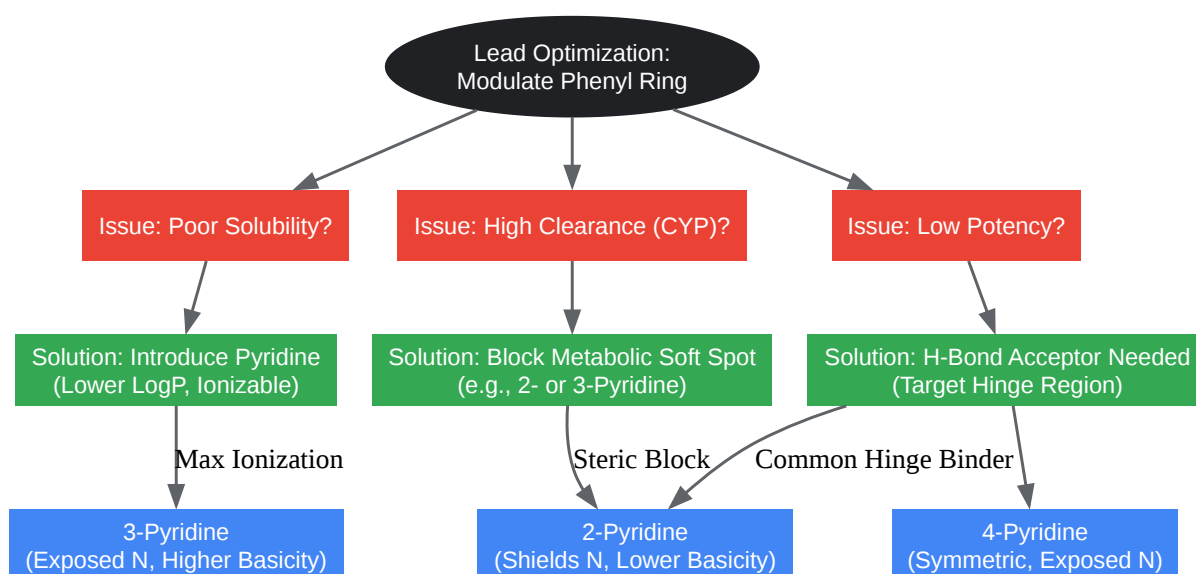 Lead Optimization:
Modulate Phenyl Ring
Issue: Poor Solubility?
Issue: High Clearance (CYP)?
Issue: Low Potency?
Solution: Introduce Pyridine
(Lower LogP, Ionizable)
Solution: Block Metabolic Soft Spot
(e.g., 2- or 3-Pyridine)
Solution: H-Bond Acceptor Needed
(Target Hinge Region)
Max Ionization
Steric Block
Common Hinge Binder
3-Pyridine
(Exposed N, Higher Basicity)
2-Pyridine
(Shields N, Lower Basicity)
4-Pyridine
(Symmetric, Exposed N)